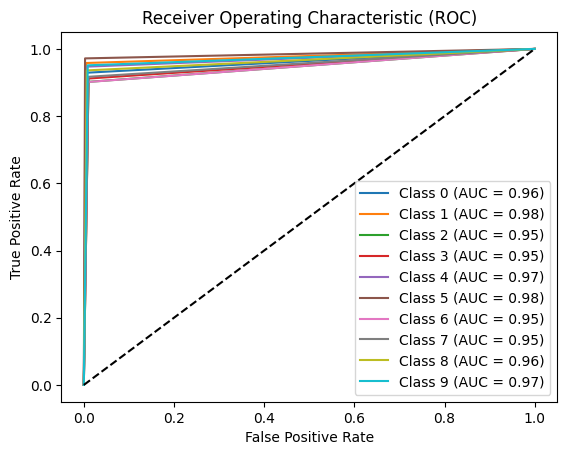 Receiver Operating Characteristic (ROC)
1.0
0.8
0.6
0.4
0.2
0.0
True Positive Rate
Class 0 (AUC = 0.96)
Class 1 (AUC = 0.98)
Class 2 (AUC = 0.95)
Class 3 (AUC = 0.95)
Class 4 (AUC = 0.97)
Class 5 (AUC = 0.98)
Class 6 (AUC = 0.95)
Class 7 (AUC = 0.95)
Class 8 (AUC = 0.96)
Class 9 (AUC = 0.97)
0.0 0.2 0.4 0.6 0.8 1.0
False Positive Rate